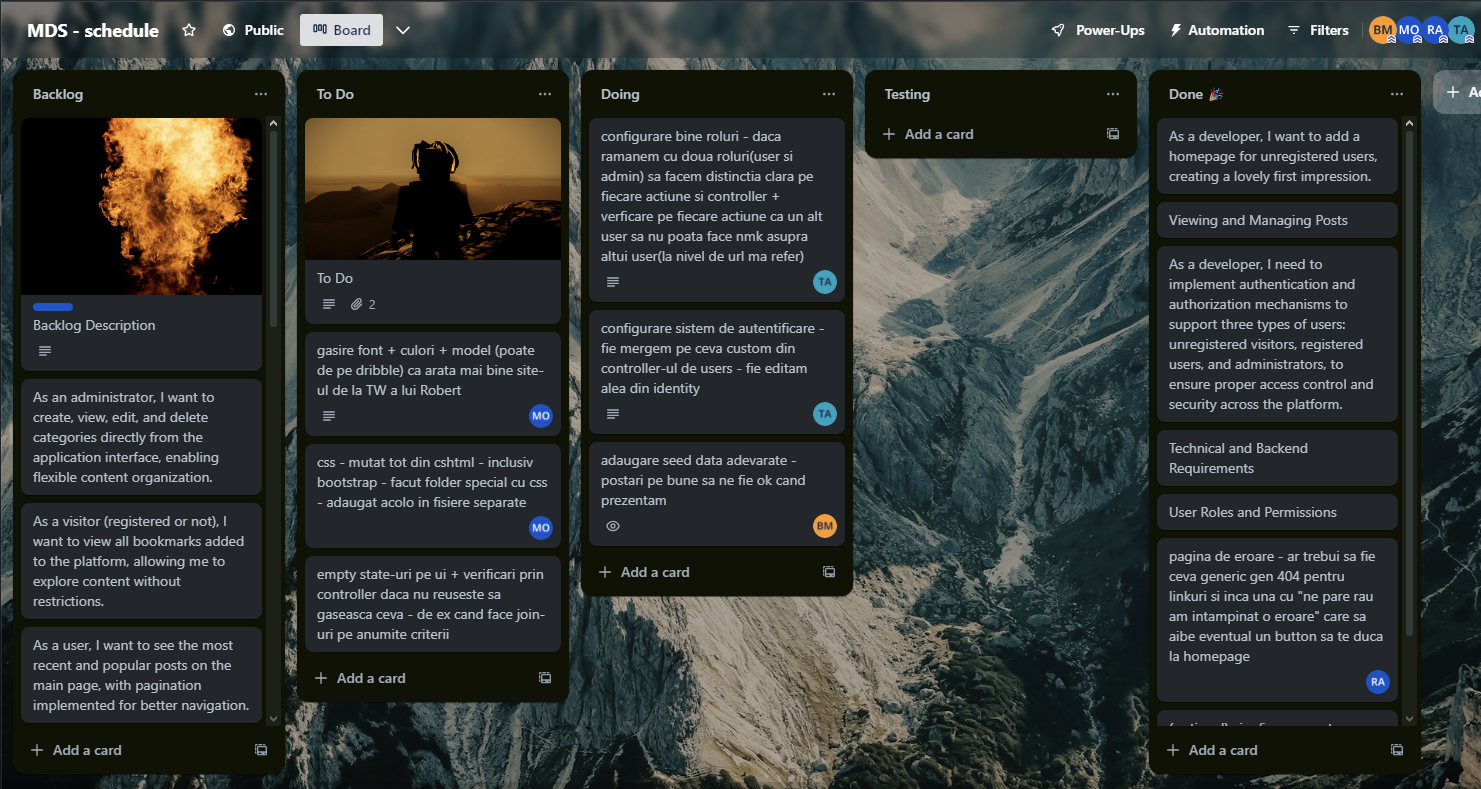 MDS - schedule
Public
Board
Power-Ups
Automation
Filters
BM
MO
RA
TA
Backlog
Backlog Description
As an administrator, I want to
create, view, edit, and delete
categories directly from the
application interface, enabling
flexible content organization.
As a visitor (registered or not), I
want to view all bookmarks added
to the platform, allowing me to
explore content without
restrictions.
As a user, I want to see the most
recent and popular posts on the
main page, with pagination
implemented for better navigation.
+ Add a card
To Do
To Do
2
gasire font + culori + model (poate
de pe dribble) ca arata mai bine site-
ul de la TW a lui Robert
MO
css - mutat tot din cshtml - inclusiv
bootstrap - facut folder special cu css
- adaugat acolo in fisiere separate
MO
empty state-uri pe ui + verificari prin
controller daca nu reuseste sa
gaseasca ceva - de ex cand face join-
uri pe anumite criterii
+ Add a card
Doing
configurare bine roluri - daca
ramanem cu doua roluri(user si
admin) sa facem distinctia clara pe
fiecare actiune si controller +
verficare pe fiecare actiune ca un alt
user sa nu poata face nmk asupra
altui user(la nivel de url ma refer)
TA
configurare sistem de autentificare -
fie mergem pe ceva custom din
controller-ul de users - fie editam
alea din identity
TA
adaugare seed data adevarate -
postari pe bune sa ne fie ok cand
prezentam
BM
+ Add a card
Testing
+ Add a card
Done 🎉
As a developer, I want to add a
homepage for unregistered users,
creating a lovely first impression.
Viewing and Managing Posts
As a developer, I need to
implement authentication and
authorization mechanisms to
support three types of users:
unregistered visitors, registered
users, and administrators, to
ensure proper access control and
security across the platform.
Technical and Backend
Requirements
User Roles and Permissions
pagina de eroare - ar trebui sa fie
ceva generic gen 404 pentru
linkuri si inca una cu "ne pare rau
am intampinat o eroare" care sa
aibe eventual un button sa te duca
la homepage
RA
+ Add a card